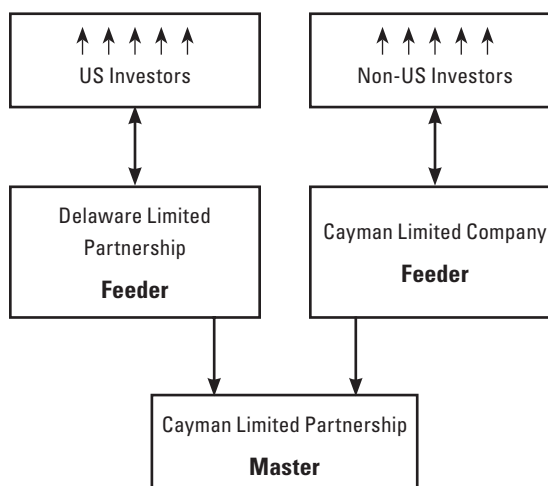 US Investors
Non-US Investors
Delaware Limited
Partnership
Feeder
Cayman Limited Company
Feeder
Cayman Limited Partnership
Master